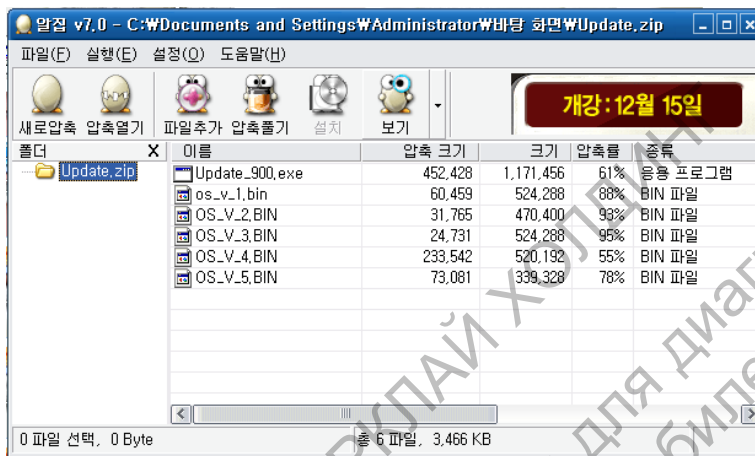 알집 v7.0 - C:₩Documents and Settings₩Administrator₩바탕 화면₩Update.zip
파일(F) 실행(E) 설정(O) 도움말(H)
새로압축 압축열기 파일추가 압축풀기 설치 보기
개강:12월 15일
폴더 X 이름 압축 크기 크기 압축률 종류
Update.zip
Update_900.exe 452,428 1,171,456 61% 응용 프로그램
os_v_1.bin 60,459 524,288 88% BIN 파일
OS_V_2.BIN 31,765 470,400 93% BIN 파일
OS_V_3.BIN 24,731 524,288 95% BIN 파일
OS_V_4.BIN 233,542 520,192 55% BIN 파일
OS_V_5.BIN 73,081 339,328 78% BIN 파일
0 파일 선택, 0 Byte 총 6 파일, 3,466 KB
ХОЛДИНГ
для